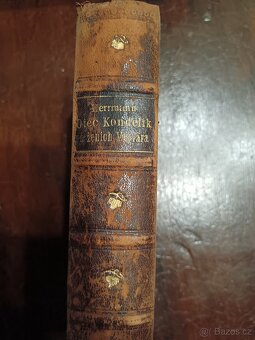 Herrmann
Otec Kondelík
a ženich Vejvara
© Bazos.cz